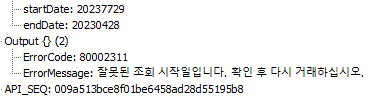 startDate: 20237729
endDate: 20230428
Output {} (2)
ErrorCode: 80002311
ErrorMessage: 잘못된 조회 시작일입니다. 확인 후 다시 거래하십시오.
API_SEQ: 009a513bce8f01be6458ad28d55195b8